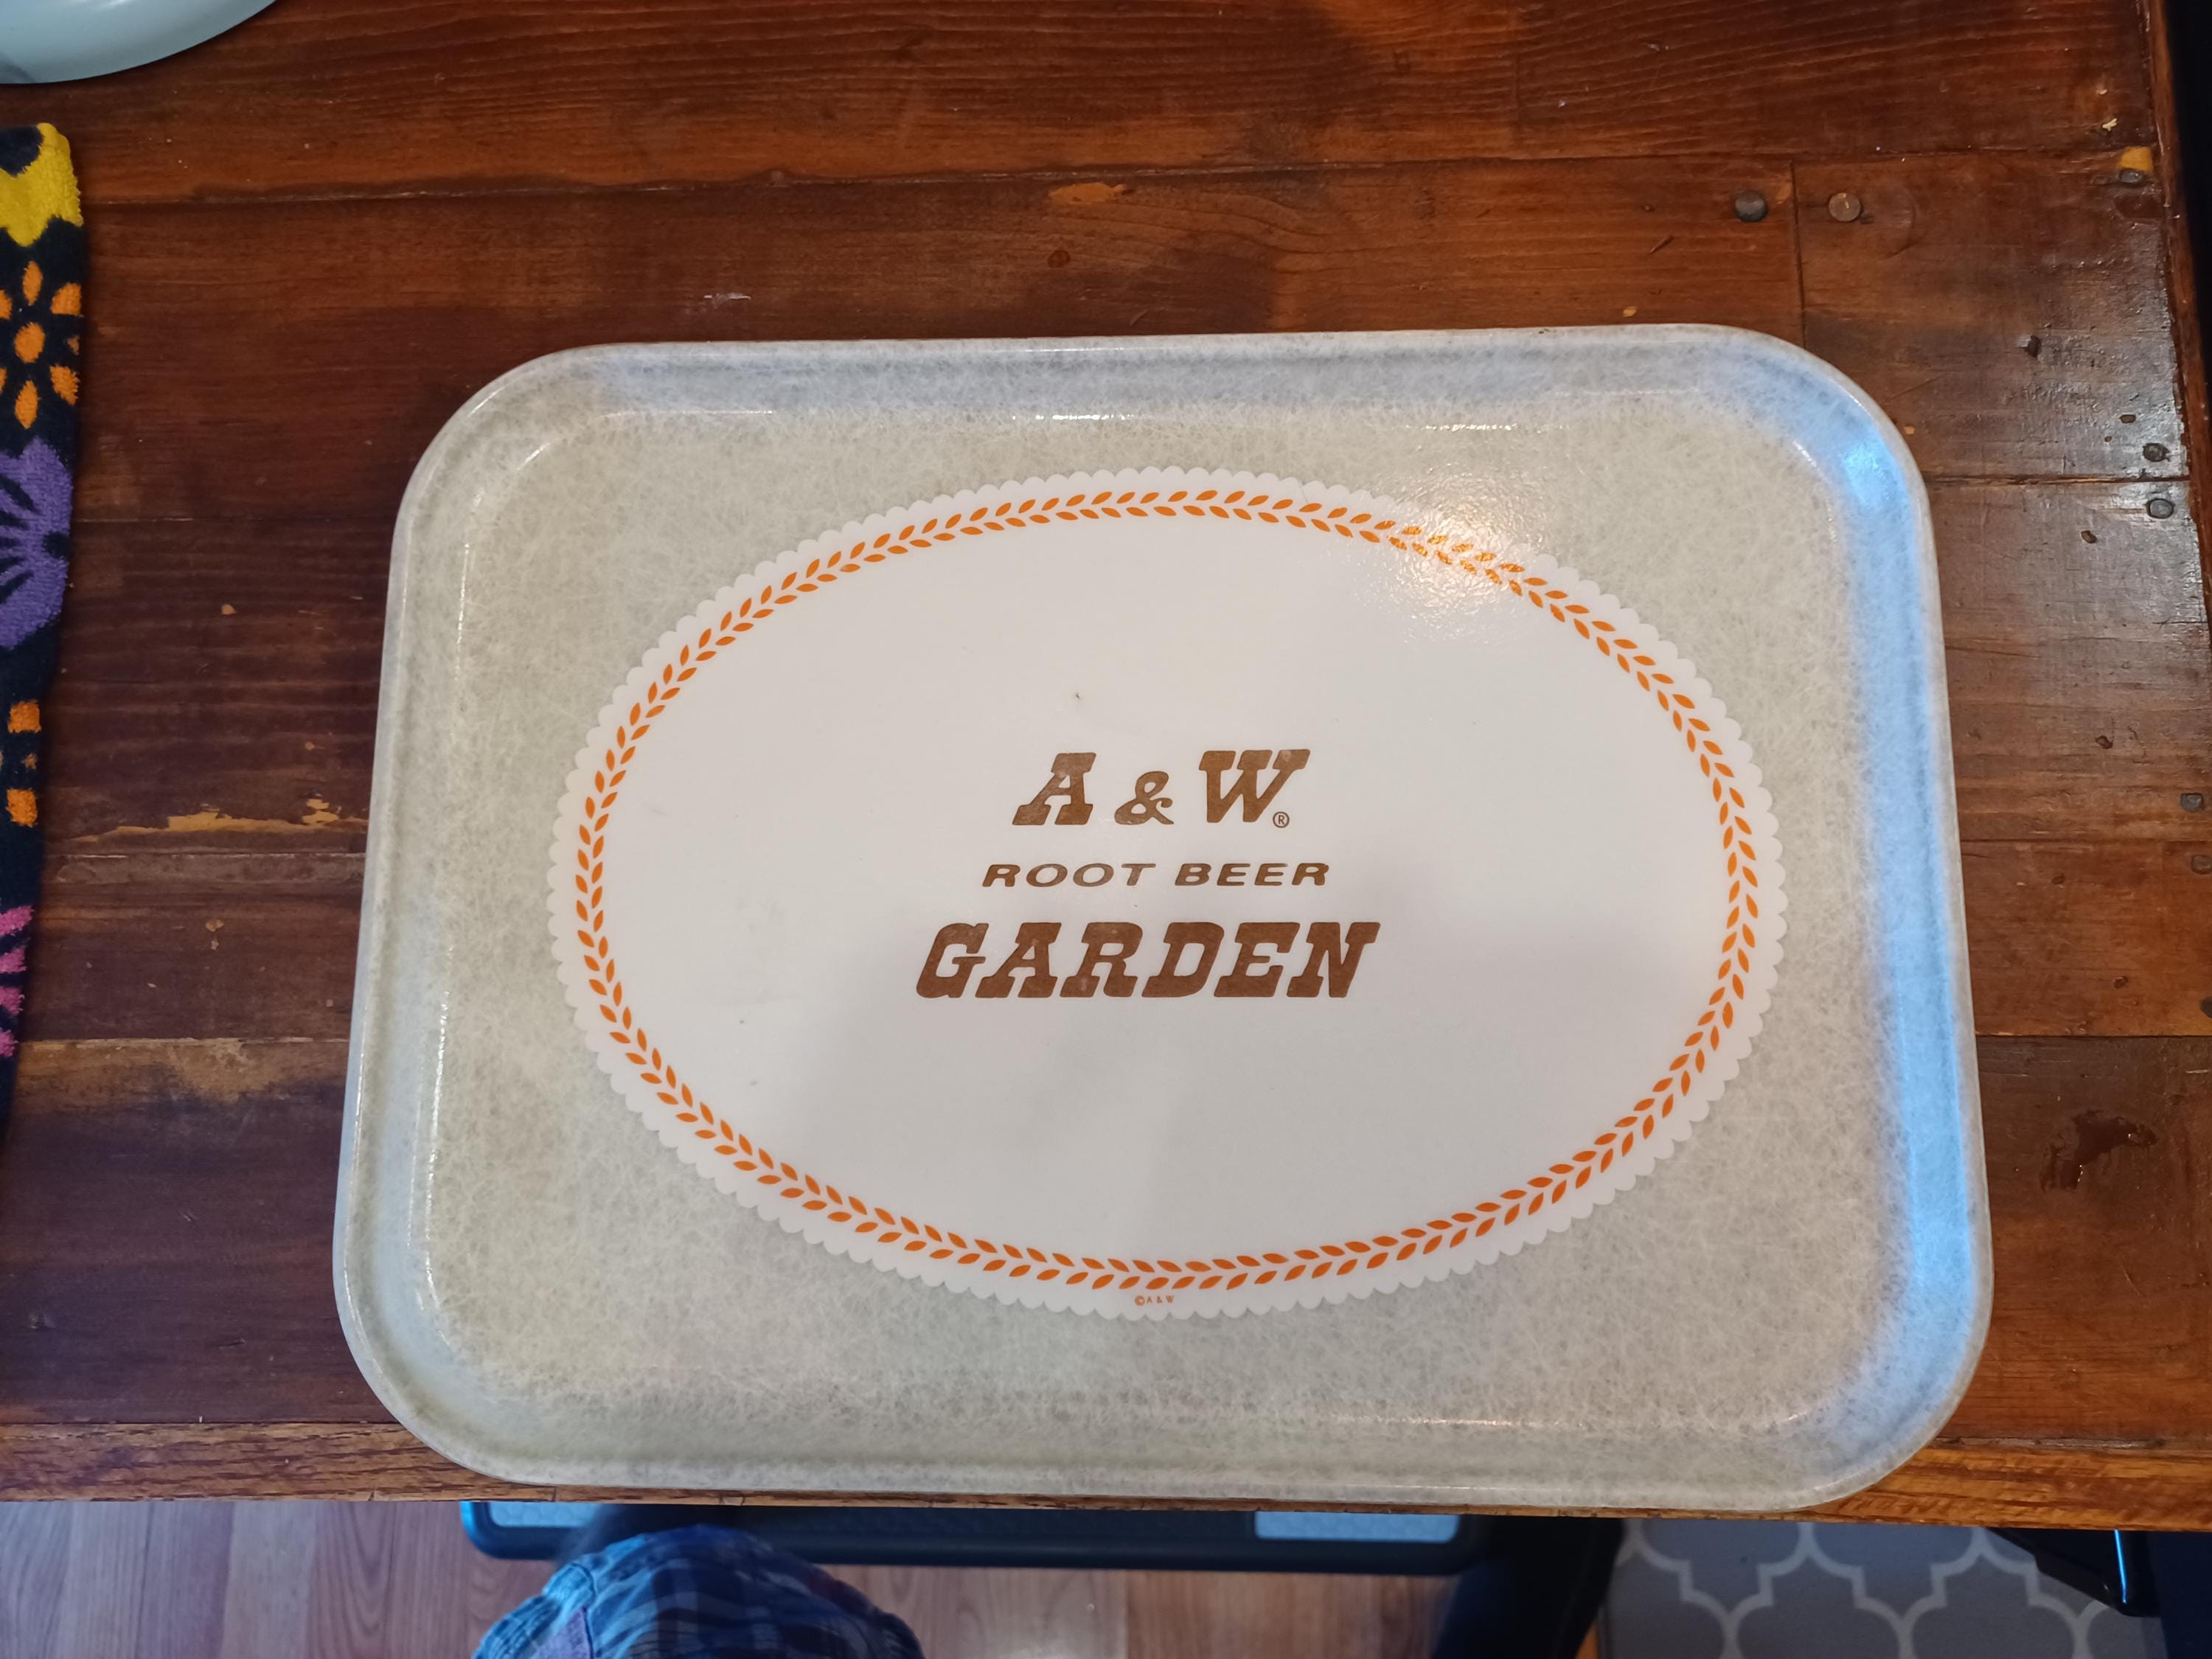 A & W®
ROOT BEER
GARDEN
©A & W